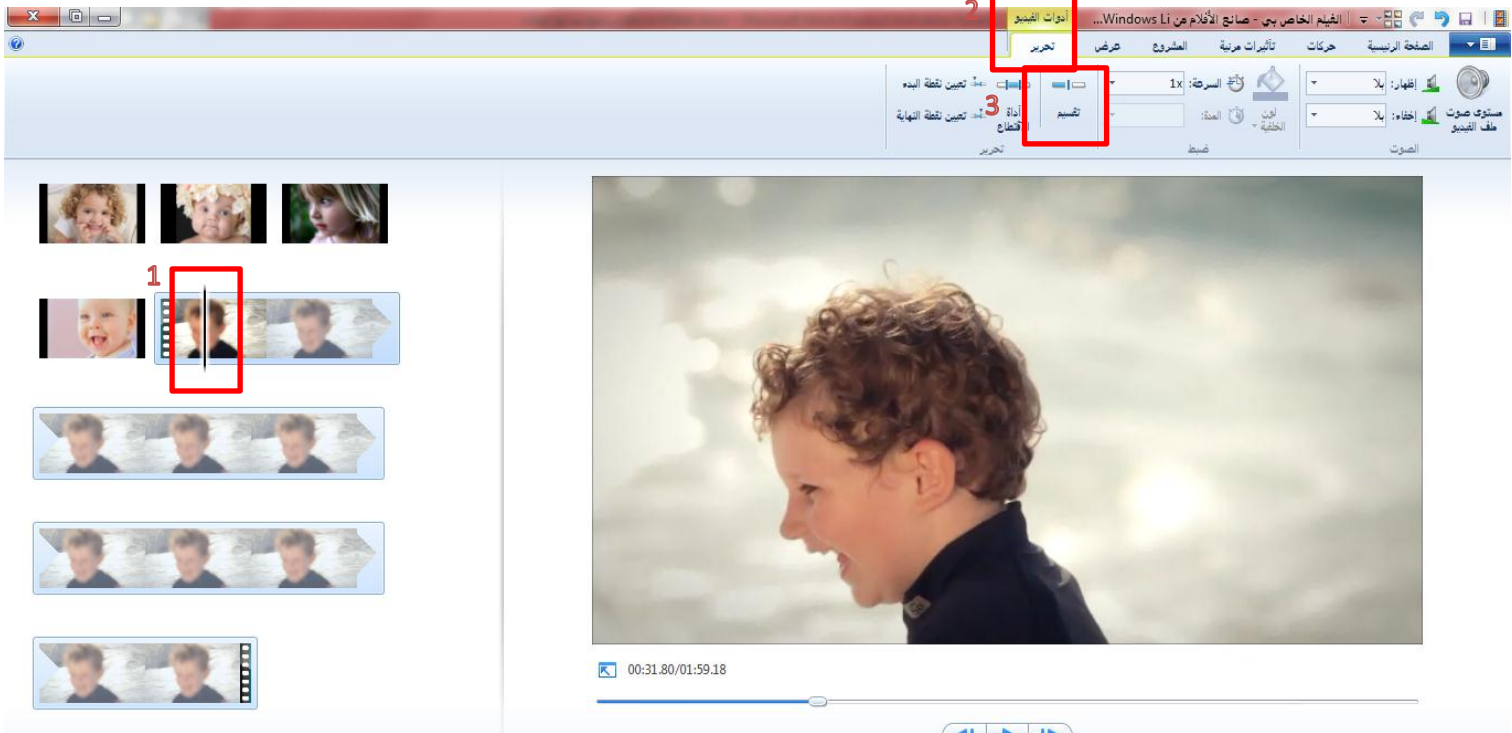 2
أدوات الفيديو
الفيلم الخاص بي - صانع الأفلام من Windows Li...
الصفحة الرئيسية
حركات
تأثيرات مرئية
المشروع
عرض
تحرير
مستوى صوت
ملف الفيديو
إظهار: بلا
إخفاء: بلا
الصوت
لون
الخلفية
السرعة: 1x
المدة:
ضبط
تقسيم
3
أداة
الاقتطاع
تعيين نقطة البدء
تعيين نقطة النهاية
تحرير
1
00:31.80/01:59.18